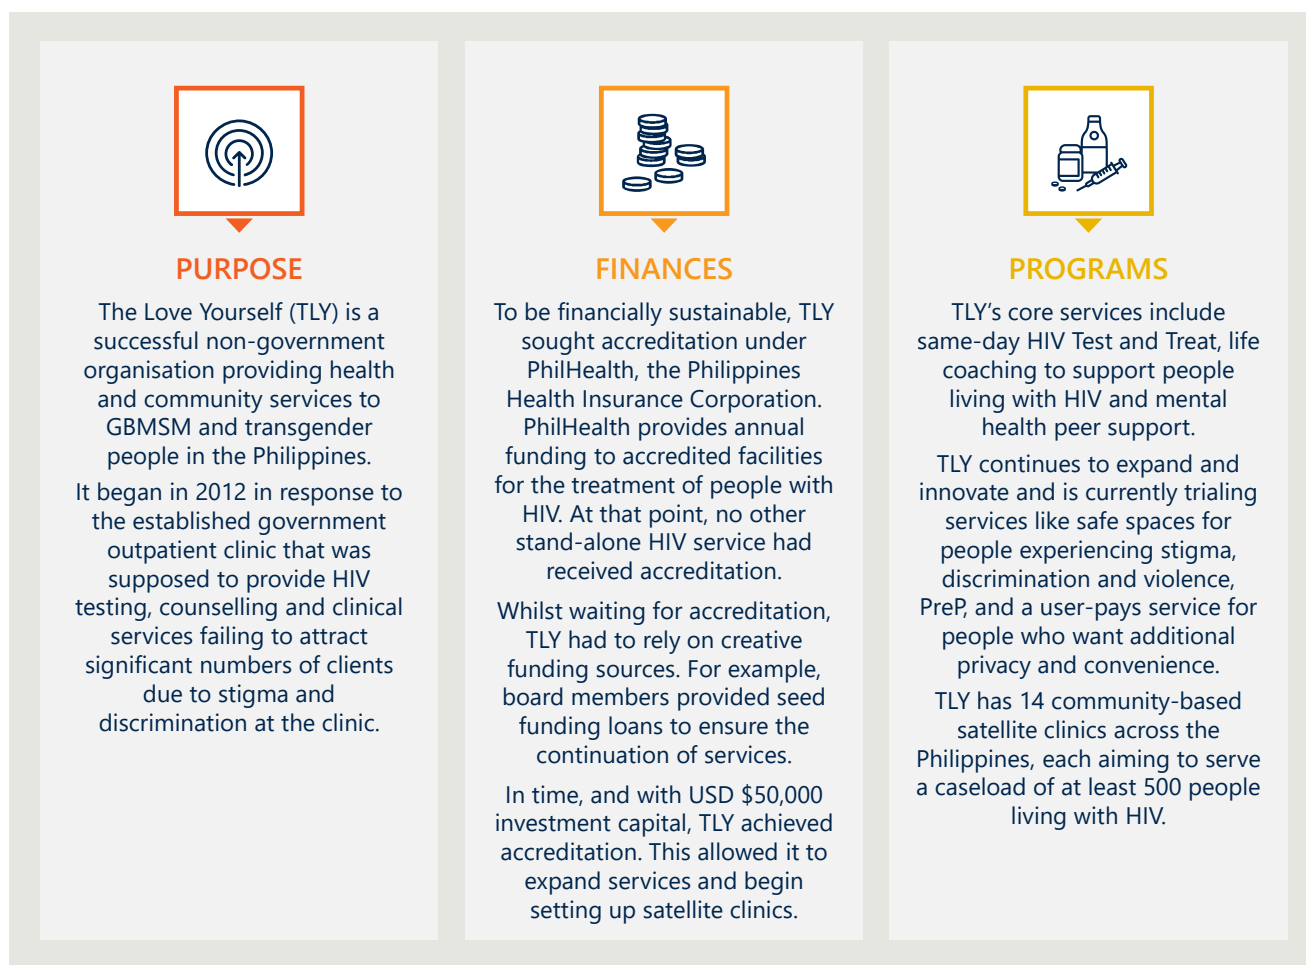 PURPOSE
The Love Yourself (TLY) is a
successful non-government
organisation providing health
and community services to
GBMSM and transgender
people in the Philippines.
It began in 2012 in response to
the established government
outpatient clinic that was
supposed to provide HIV
testing, counselling and clinical
services failing to attract
significant numbers of clients
due to stigma and
discrimination at the clinic.
FINANCES
To be financially sustainable, TLY
sought accreditation under
PhilHealth, the Philippines
Health Insurance Corporation.
PhilHealth provides annual
funding to accredited facilities
for the treatment of people with
HIV. At that point, no other
stand-alone HIV service had
received accreditation.
Whilst waiting for accreditation,
TLY had to rely on creative
funding sources. For example,
board members provided seed
funding loans to ensure the
continuation of services.
In time, and with USD $50,000
investment capital, TLY achieved
accreditation. This allowed it to
expand services and begin
setting up satellite clinics.
PROGRAMS
TLY’s core services include
same-day HIV Test and Treat, life
coaching to support people
living with HIV and mental
health peer support.
TLY continues to expand and
innovate and is currently trialing
services like safe spaces for
people experiencing stigma,
discrimination and violence,
PreP, and a user-pays service for
people who want additional
privacy and convenience.
TLY has 14 community-based
satellite clinics across the
Philippines, each aiming to serve
a caseload of at least 500 people
living with HIV.